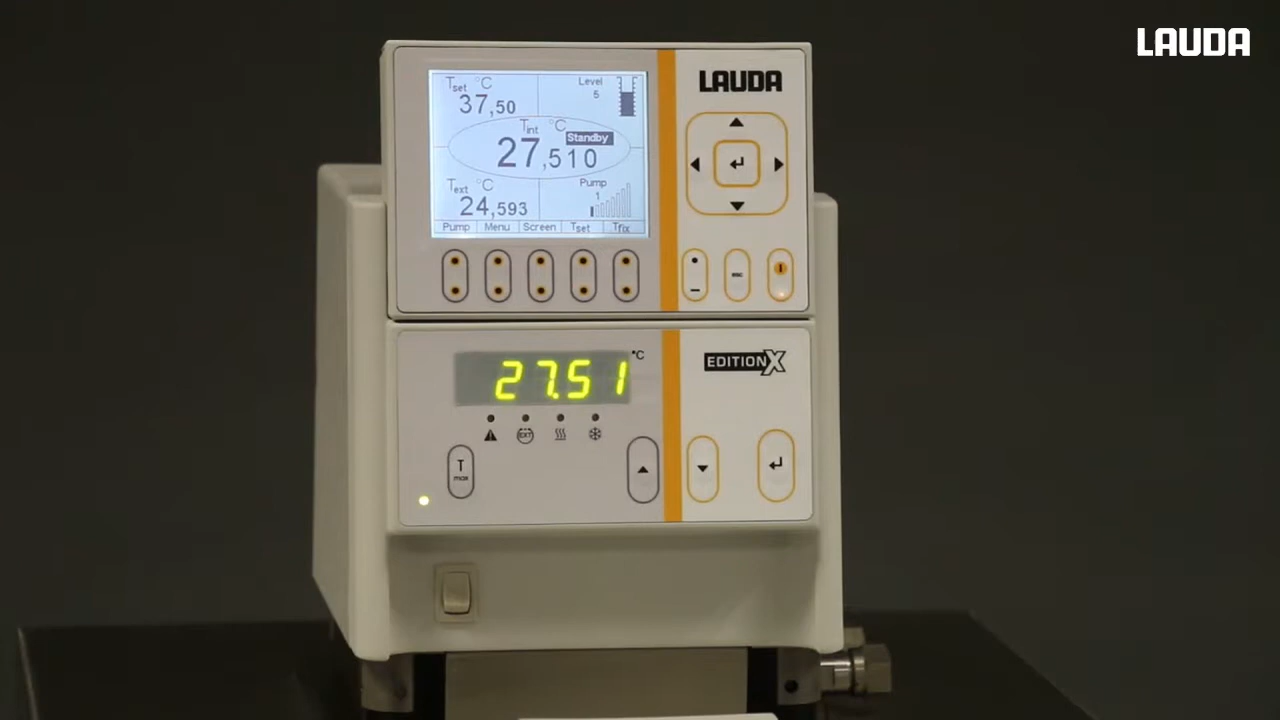 LAUDA
Tset °C
37,50
Level
5
LAUDA
Tint °C
Standby
27,510
Text °C
24,593
Pump
1
Pump Menu Screen Tset Tfix
esc
27.51
°C
EDITION X
EXT
T
max